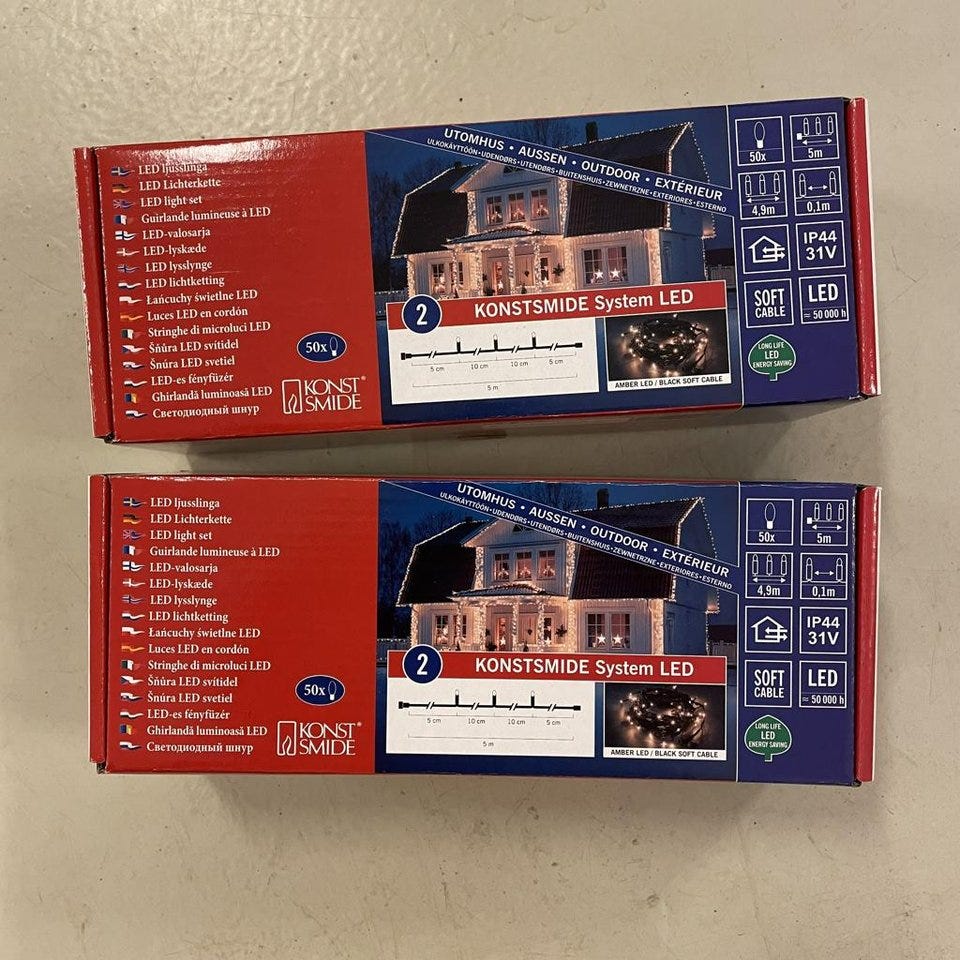 LED ljusslinga
LED Lichterkette
LED light set
Guirlande lumineuse à LED
LED-valosarja
LED-lyskæde
LED lysslynge
LED lichtketting
Łańcuchy świetlne LED
Luces LED en cordón
Stringhe di microluci LED
Šňůra LED svítidel
Šnúra LED svetiel
LED-es fényfüzér
Ghirlandă luminoasă LED
Светодиодный шнур
50x
KONST
SMIDE®
UTOMHUS • AUSSEN • OUTDOOR • EXTÉRIEUR
ULKOKÄYTTÖÖN•UDENDØRS•UTENDØRS•BUITENSHUIS•ZEWNETRZNE•EXTERIORES•ESTERNO
2
KONSTSMIDE System LED
5 cm 10 cm 10 cm 5 cm
5 m
AMBER LED / BLACK SOFT CABLE
50x
5m
4,9m
0,1m
IP44
31V
SOFT
CABLE
LED
≈ 50 000 h
LONG LIFE
LED
ENERGY SAVING
LED ljusslinga
LED Lichterkette
LED light set
Guirlande lumineuse à LED
LED-valosarja
LED-lyskæde
LED lysslynge
LED lichtketting
Łańcuchy świetlne LED
Luces LED en cordón
Stringhe di microluci LED
Šňůra LED svítidel
Šnúra LED svetiel
LED-es fényfüzér
Ghirlandă luminoasă LED
Светодиодный шнур
50x
KONST
SMIDE®
UTOMHUS • AUSSEN • OUTDOOR • EXTÉRIEUR
ULKOKÄYTTÖÖN•UDENDØRS•UTENDØRS•BUITENSHUIS•ZEWNETRZNE•EXTERIORES•ESTERNO
2
KONSTSMIDE System LED
5 cm 10 cm 10 cm 5 cm
5 m
AMBER LED / BLACK SOFT CABLE
50x
5m
4,9m
0,1m
IP44
31V
SOFT
CABLE
LED
≈ 50 000 h
LONG LIFE
LED
ENERGY SAVING